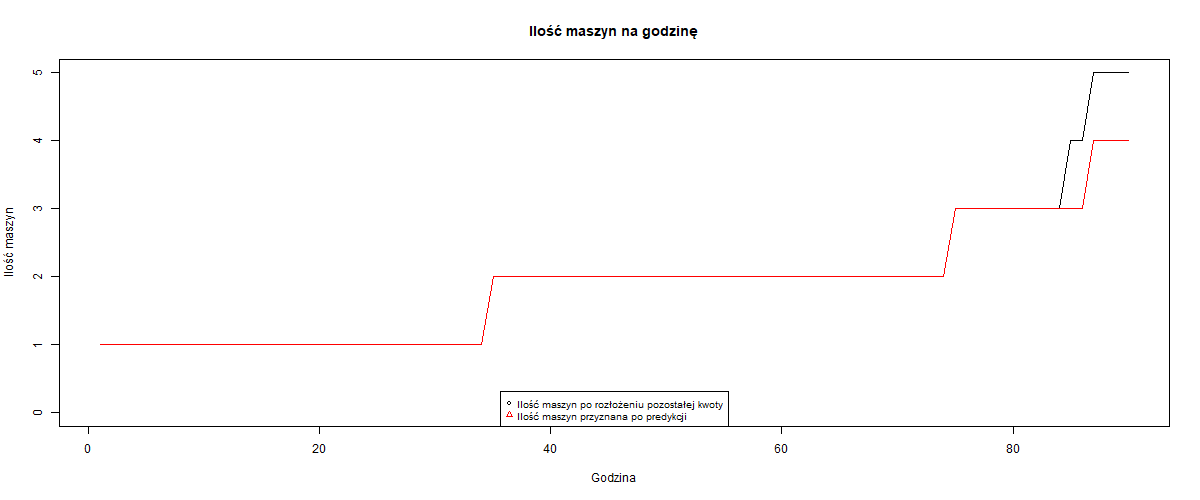 Ilość maszyn na godzinę
Ilość maszyn
5
4
3
2
1
0
Ilość maszyn po rozłożeniu pozostałej kwoty
Ilość maszyn przyznana po predykcji
0 20 40 60 80
Godzina